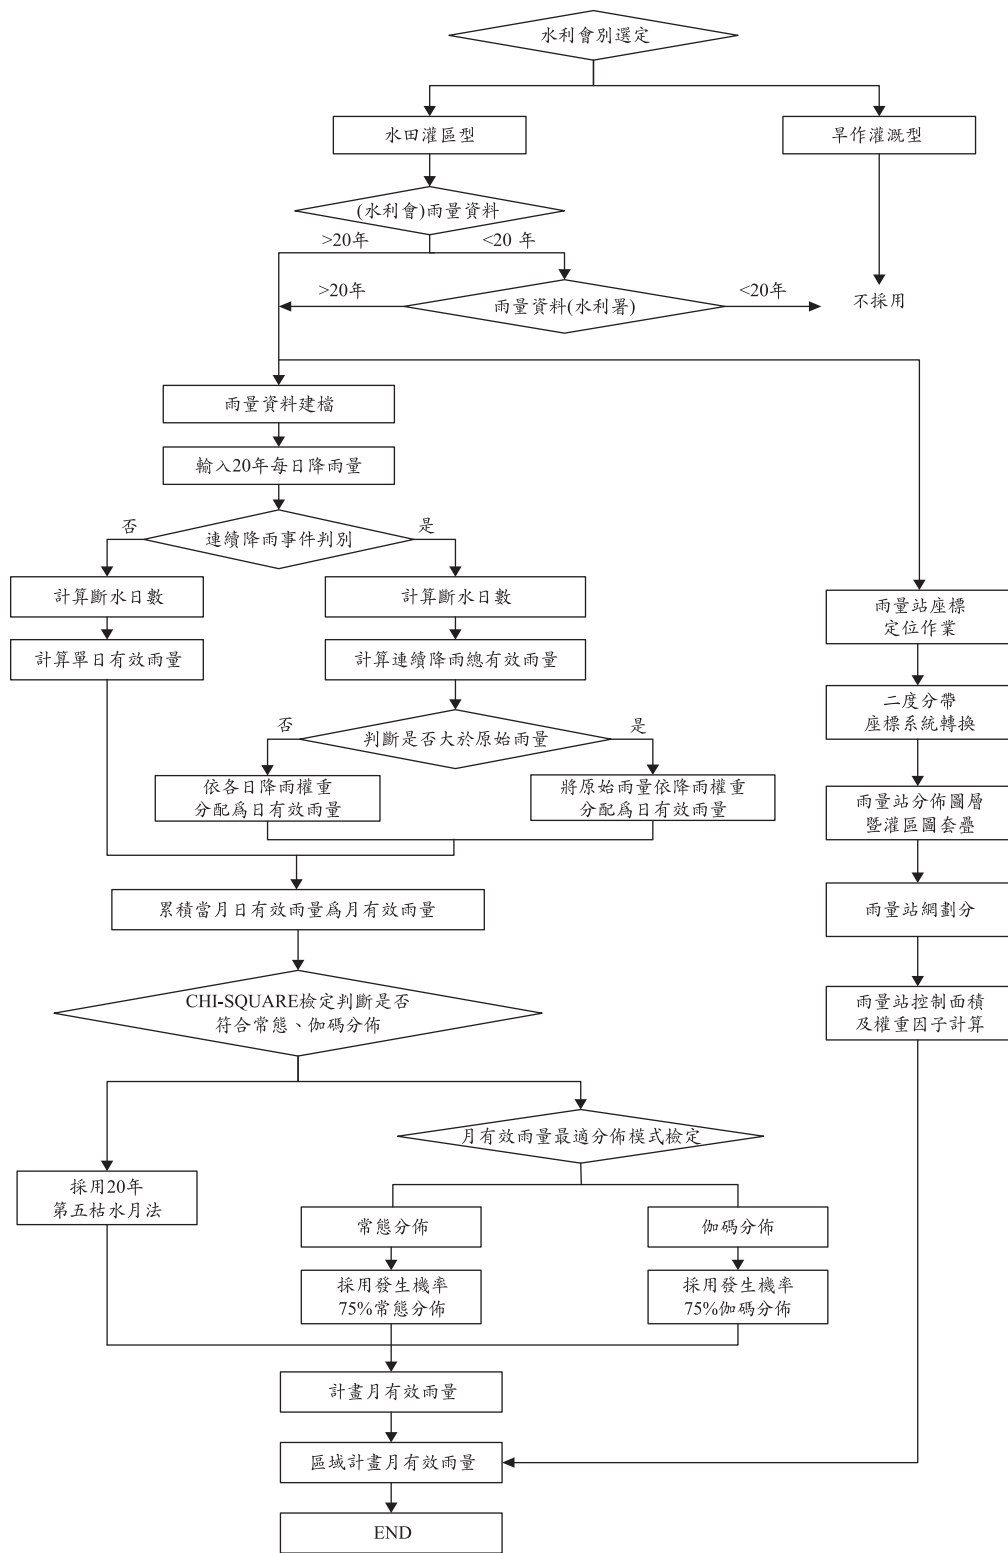 水利會別選定
水田灌區型
旱作灌溉型
(水利會)雨量資料
>20年
<20 年
>20年
雨量資料(水利署)
<20年
不採用
雨量資料建檔
輸入20年每日降雨量
否
連續降雨事件判別
是
計算斷水日數
計算斷水日數
雨量站座標
定位作業
計算單日有效雨量
計算連續降雨總有效雨量
二度分帶
座標系統轉換
否
判斷是否大於原始雨量
是
依各日降雨權重
分配爲日有效雨量
將原始雨量依降雨權重
分配爲日有效雨量
雨量站分佈圖層
暨灌區圖套疊
累積當月日有效雨量爲月有效雨量
雨量站網劃分
CHI-SQUARE檢定判斷是否
符合常態、伽碼分佈
雨量站控制面積
及權重因子計算
月有效雨量最適分佈模式檢定
採用20年
第五枯水月法
常態分佈
伽碼分佈
採用發生機率
75%常態分佈
採用發生機率
75%伽碼分佈
計畫月有效雨量
區域計畫月有效雨量
END